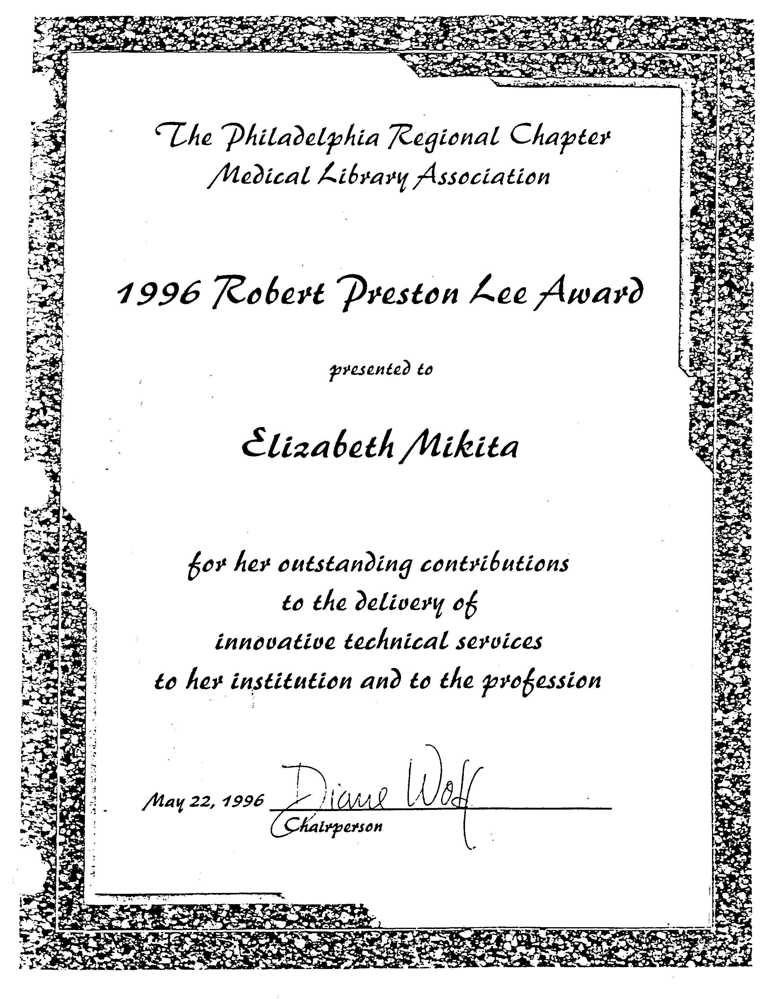 The Philadelphia Regional Chapter
Medical Library Association
1996 Robert Preston Lee Award
presented to
Elizabeth Mikita
for her outstanding contributions
to the delivery of
innovative technical services
to her institution and to the profession
May 22, 1996 Diane Wolf
Chairperson